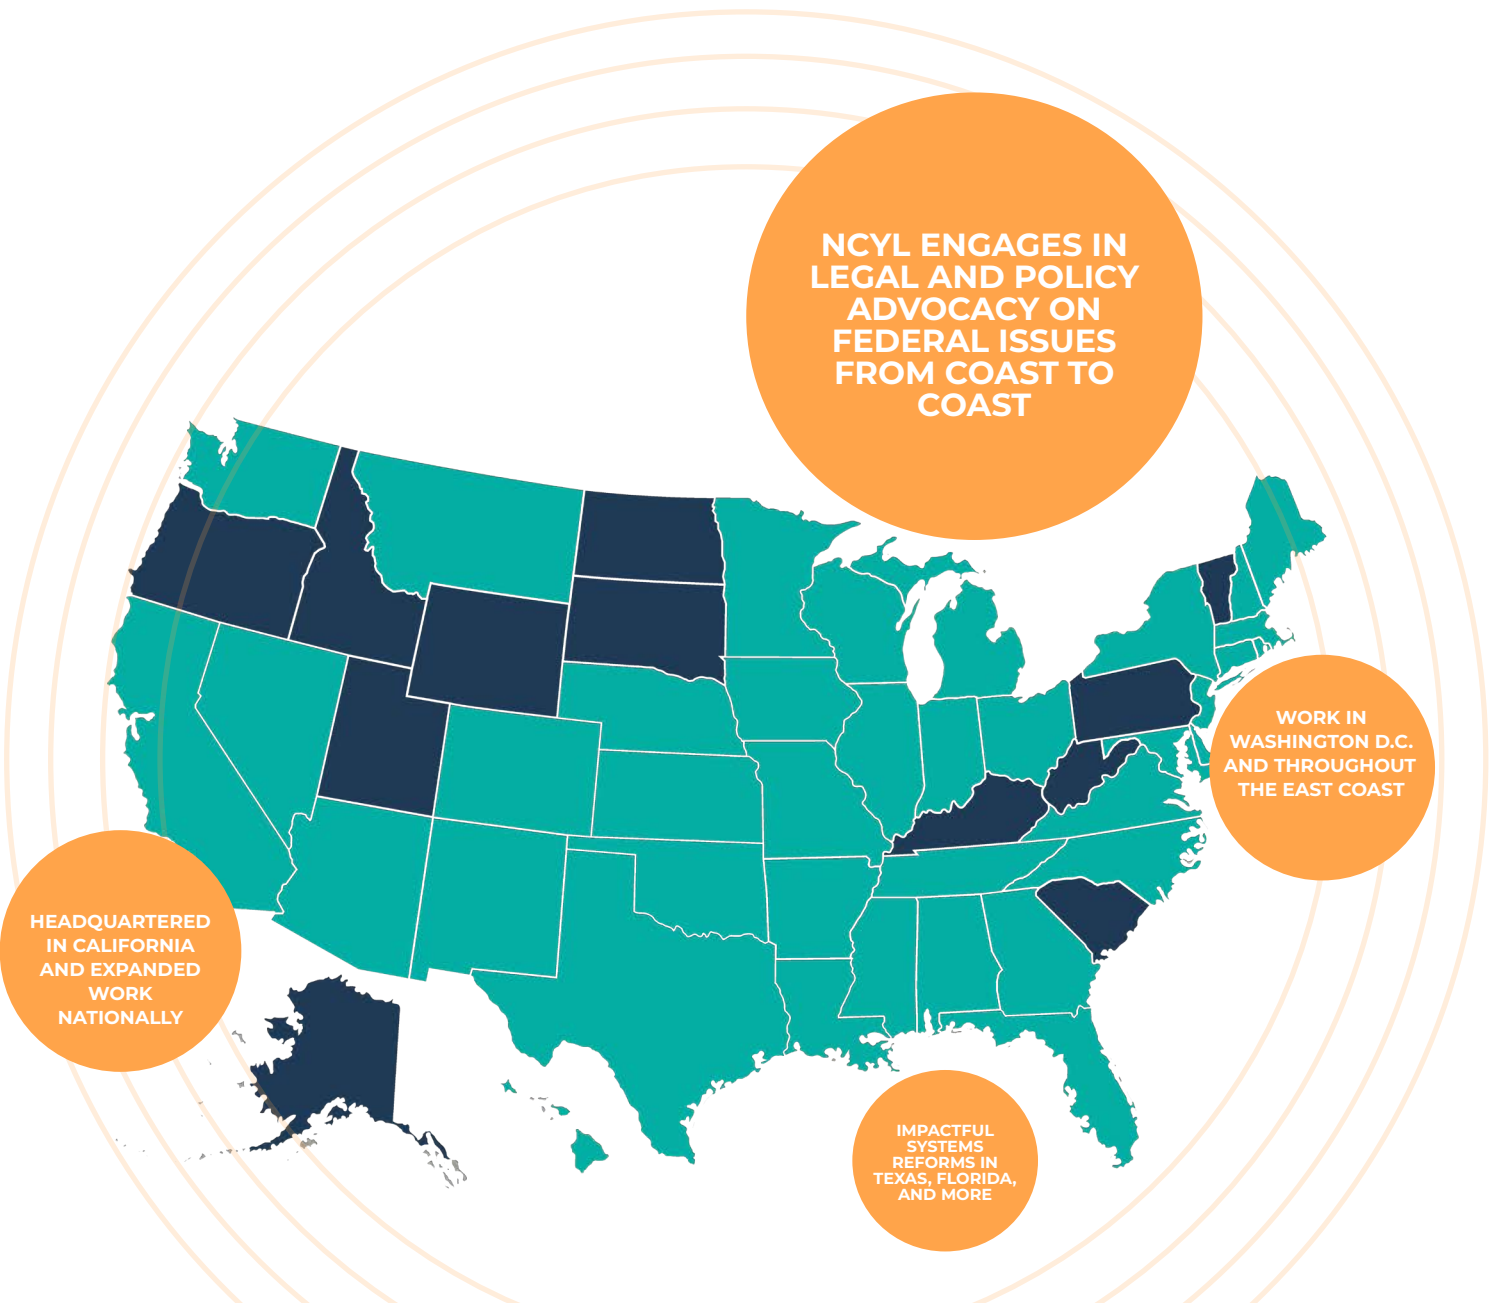 NCYL ENGAGES IN
LEGAL AND POLICY
ADVOCACY ON
FEDERAL ISSUES
FROM COAST TO
COAST
WORK IN
WASHINGTON D.C.
AND THROUGHOUT
THE EAST COAST
HEADQUARTERED
IN CALIFORNIA
AND EXPANDED
WORK
NATIONALLY
IMPACTFUL
SYSTEMS
REFORMS IN
TEXAS, FLORIDA,
AND MORE